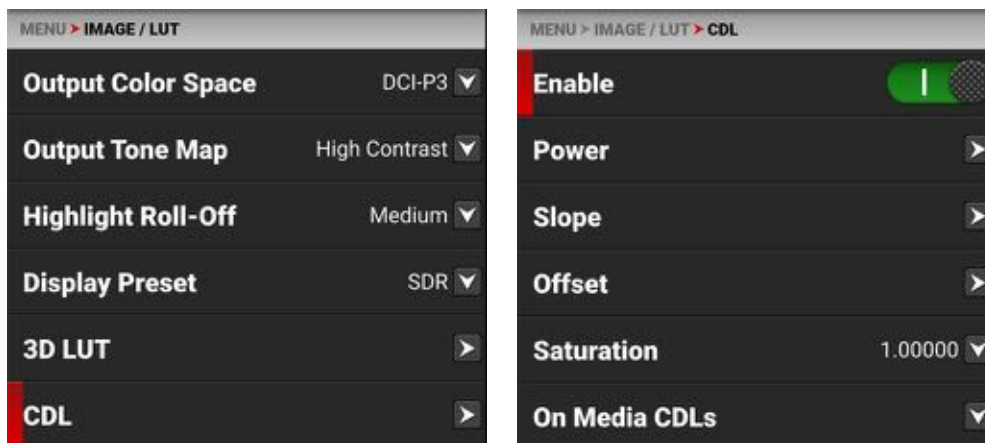 MENU > IMAGE / LUT
Output Color Space DCI-P3
Output Tone Map High Contrast
Highlight Roll-Off Medium
Display Preset SDR
3D LUT
CDL
MENU > IMAGE / LUT > CDL
Enable
Power
Slope
Offset
Saturation 1.00000
On Media CDLs